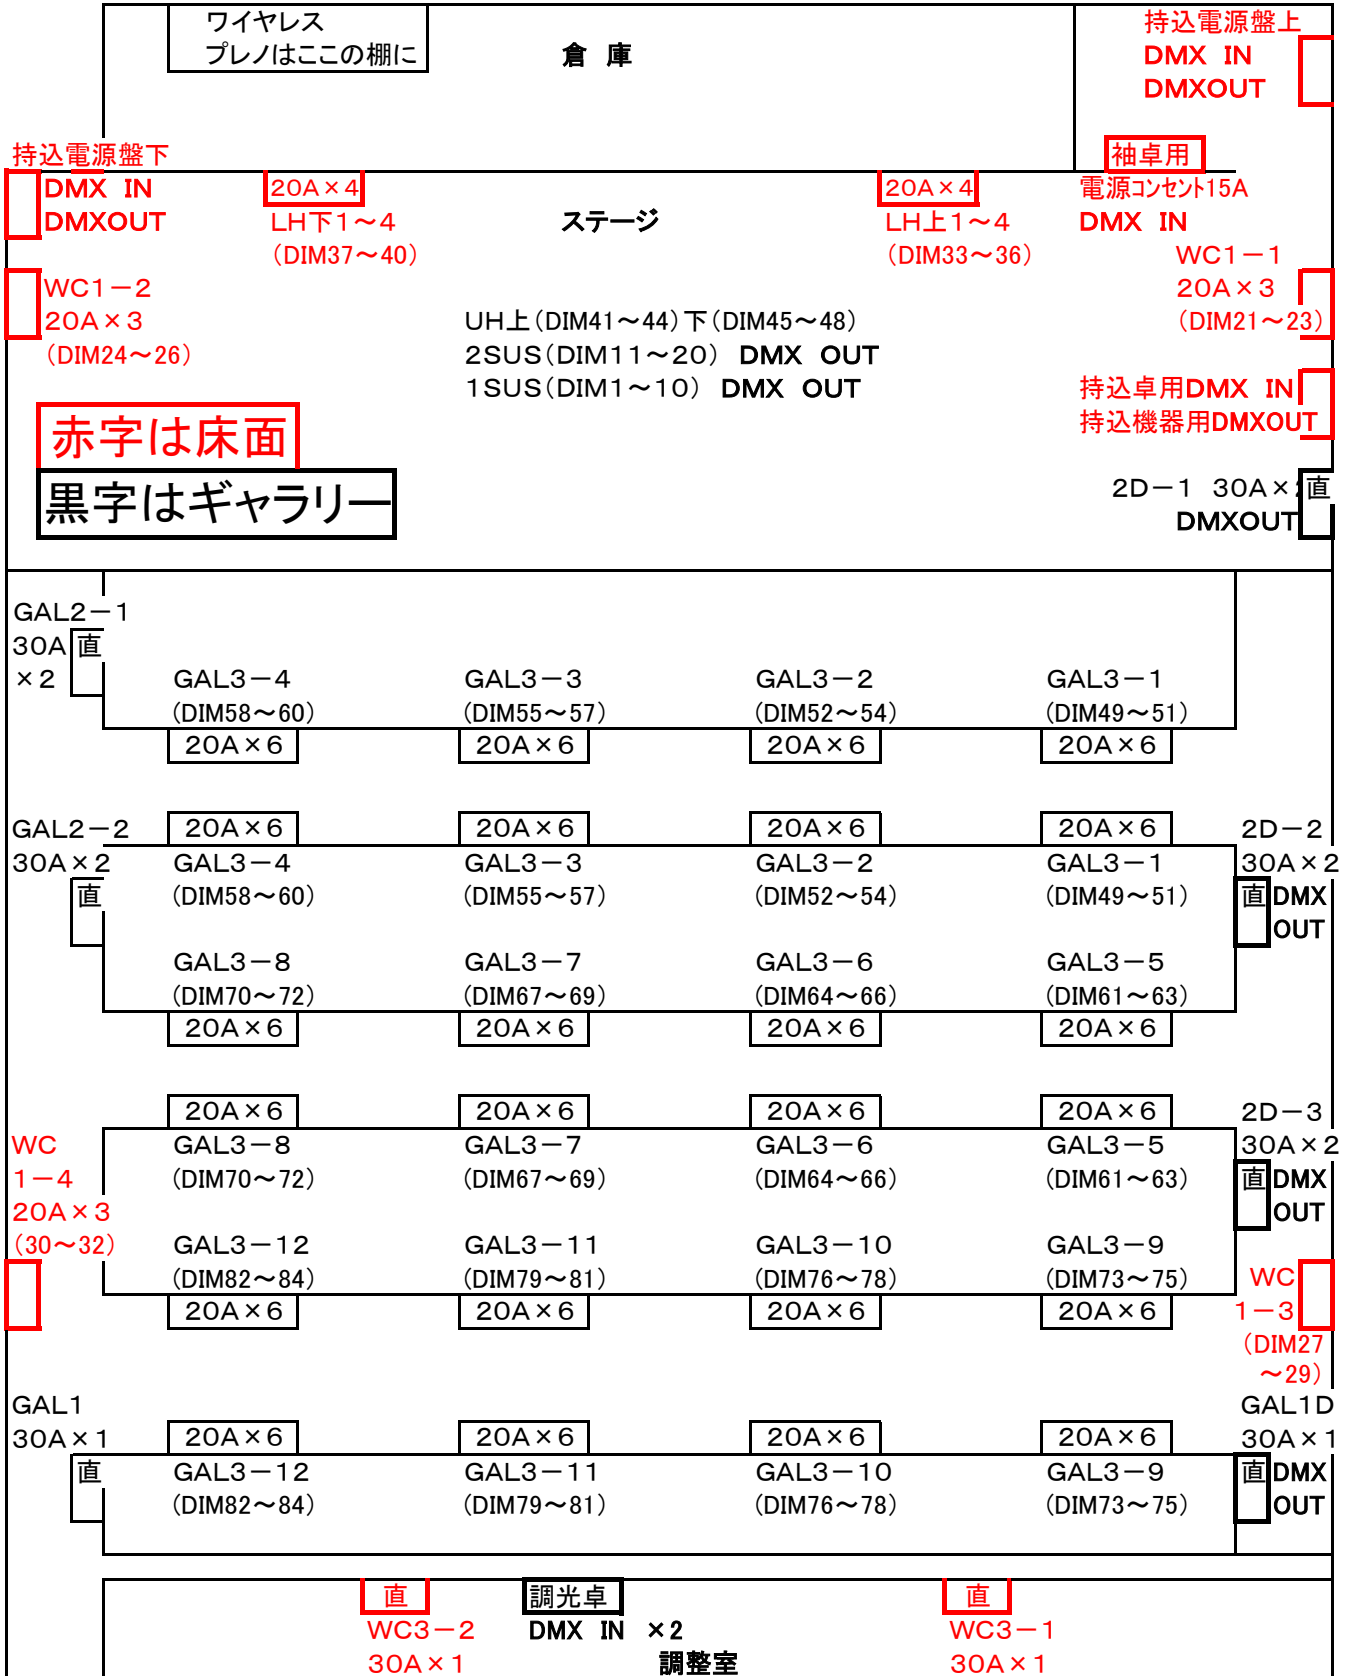 ワイヤレス
プレノはここの棚に
倉 庫
持込電源盤上
DMX IN
DMXOUT
持込電源盤下
DMX IN
DMXOUT
20A×4
LH下1～4
（DIM37～40）
ステージ
20A×4
LH上1～4
（DIM33～36）
袖卓用
電源コンセント15A
DMX IN
WC1－2
20A×3
（DIM24～26）
WC1－1
20A×3
（DIM21～23）
UH上（DIM41～44）下（DIM45～48）
2SUS（DIM11～20） DMX OUT
1SUS（DIM1～10） DMX OUT
持込卓用DMX IN
持込機器用DMXOUT
赤字は床面
黒字はギャラリー
2D－1 30A×2
直
DMXOUT
GAL2－1
30A
×2
直
GAL3－4
（DIM58～60）
20A×6
GAL3－3
（DIM55～57）
20A×6
GAL3－2
（DIM52～54）
20A×6
GAL3－1
（DIM49～51）
20A×6
GAL2－2
30A×2
直
20A×6
GAL3－4
（DIM58～60）
20A×6
GAL3－3
（DIM55～57）
20A×6
GAL3－2
（DIM52～54）
20A×6
GAL3－1
（DIM49～51）
2D－2
30A×2
直 DMX
OUT
GAL3－8
（DIM70～72）
20A×6
GAL3－7
（DIM67～69）
20A×6
GAL3－6
（DIM64～66）
20A×6
GAL3－5
（DIM61～63）
20A×6
WC
1－4
20A×3
（30～32）
20A×6
GAL3－8
（DIM70～72）
20A×6
GAL3－7
（DIM67～69）
20A×6
GAL3－6
（DIM64～66）
20A×6
GAL3－5
（DIM61～63）
2D－3
30A×2
直 DMX
OUT
GAL3－12
（DIM82～84）
20A×6
GAL3－11
（DIM79～81）
20A×6
GAL3－10
（DIM76～78）
20A×6
GAL3－9
（DIM73～75）
20A×6
WC
1－3
（DIM27
～29）
GAL1
30A×1
直
20A×6
GAL3－12
（DIM82～84）
20A×6
GAL3－11
（DIM79～81）
20A×6
GAL3－10
（DIM76～78）
20A×6
GAL3－9
（DIM73～75）
GAL1D
30A×1
直 DMX
OUT
直
WC3－2
30A×1
調光卓
DMX IN ×2
調整室
直
WC3－1
30A×1